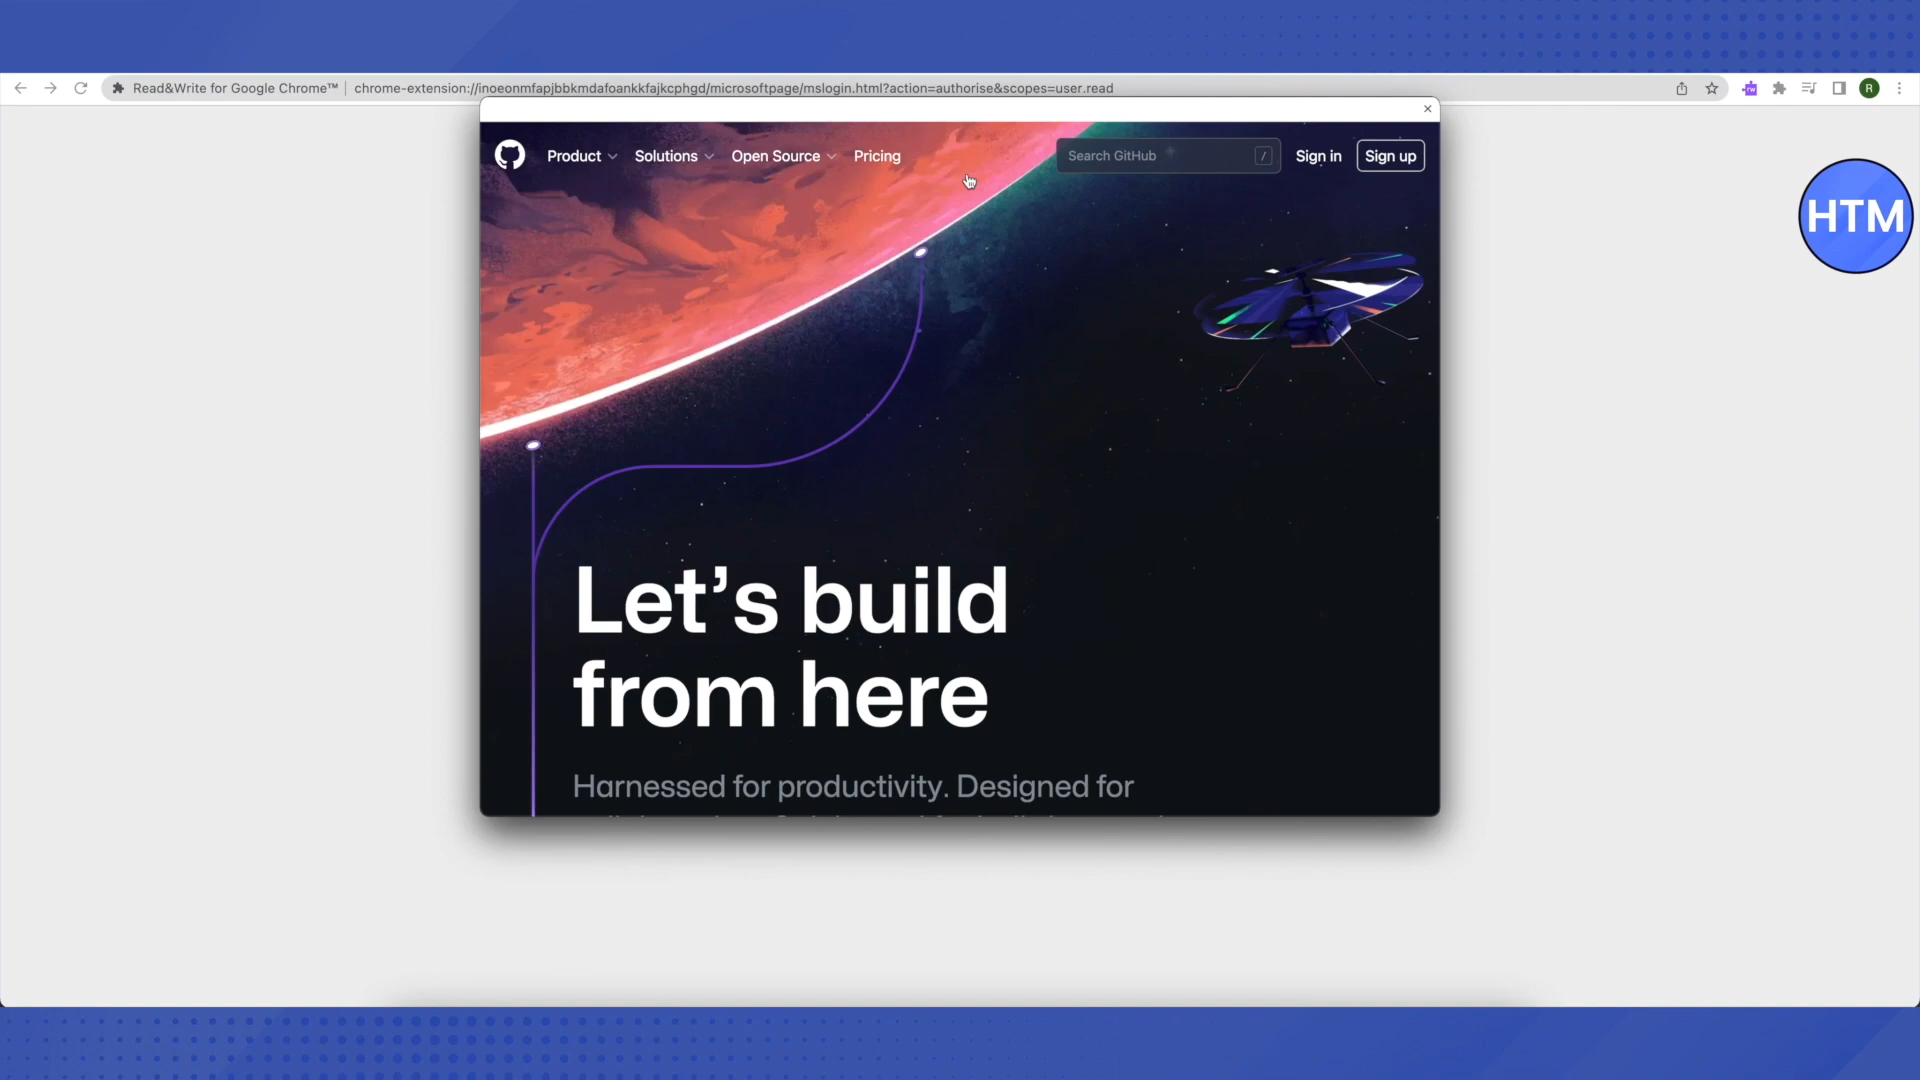 Read&Write for Google Chrome™ | chrome-extension://inoeonmfapjbbkmdafoankkfajkcphgd/microsoftpage/mslogin.html?action=authorise&scopes=user.read
rw
R
Product
Solutions
Open Source
Pricing
Search GitHub
/
Sign in
Sign up
HTM
Let's build
from here
Harnessed for productivity. Designed for